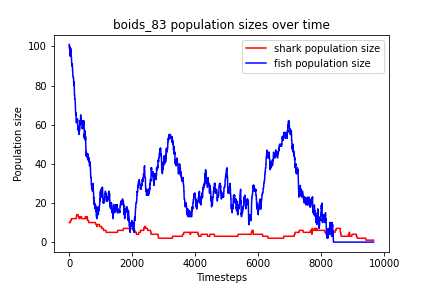 boids_83 population sizes over time
shark population size
fish population size
Population size
100
80
60
40
20
0
0
2000
4000
6000
8000
10000
Timesteps